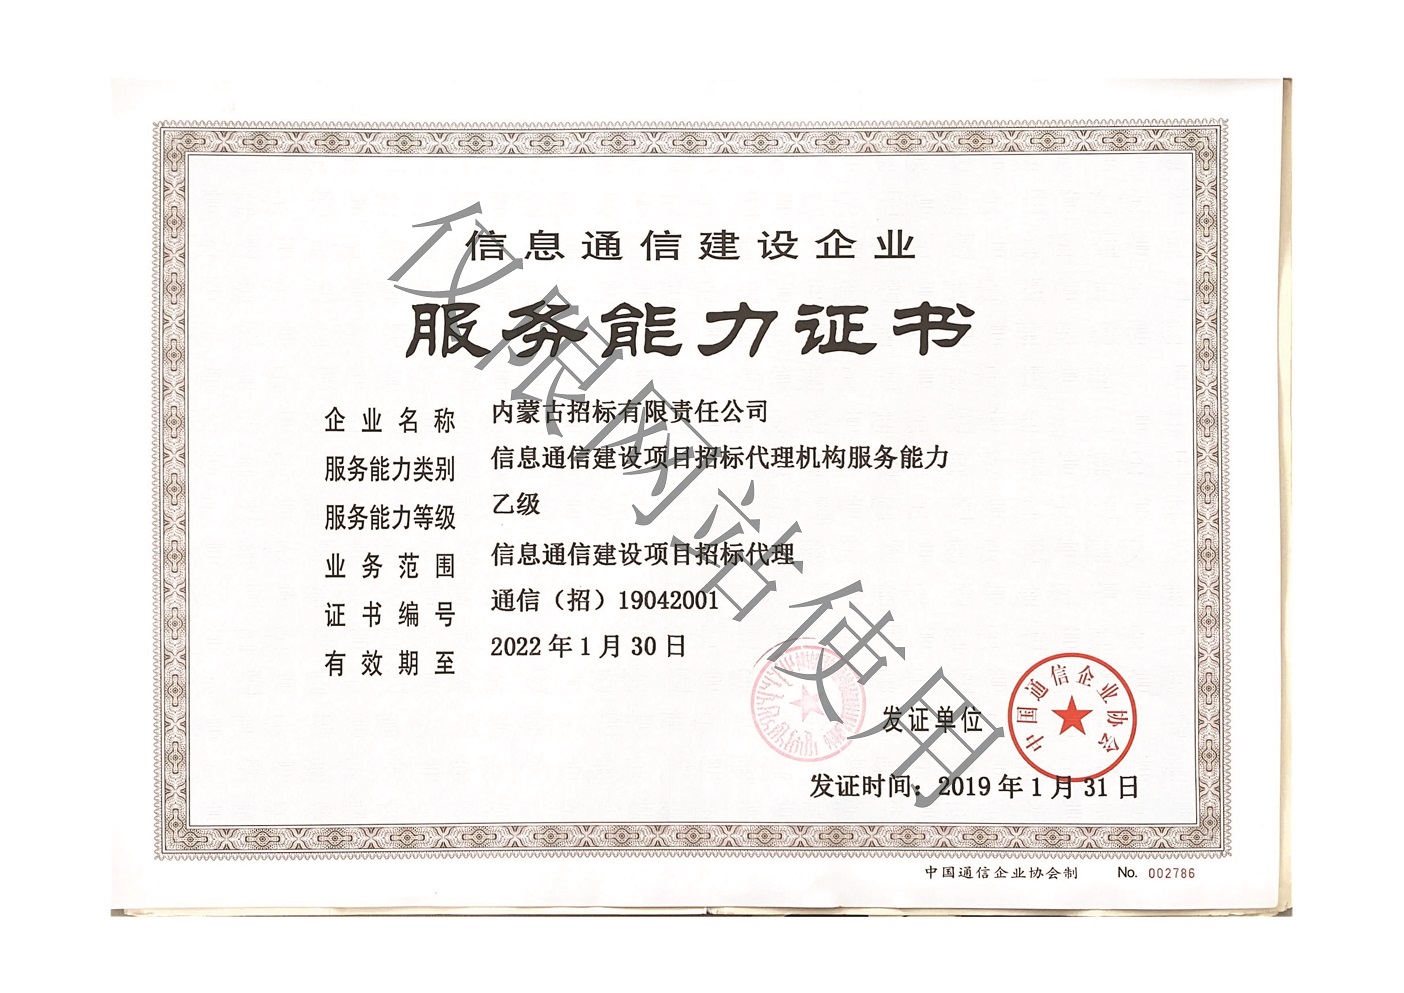 信息通信建设企业
服务能力证书
企业名称 内蒙古招标有限责任公司
服务能力类别 信息通信建设项目招标代理机构服务能力
服务能力等级 乙级
业务范围 信息通信建设项目招标代理
证书编号 通信（招）19042001
有效期至 2022年1月30日
仅限网站使用
中国通信企业协会
发证单位
发证时间：2019年1月31日
中国通信企业协会制 No. 002786